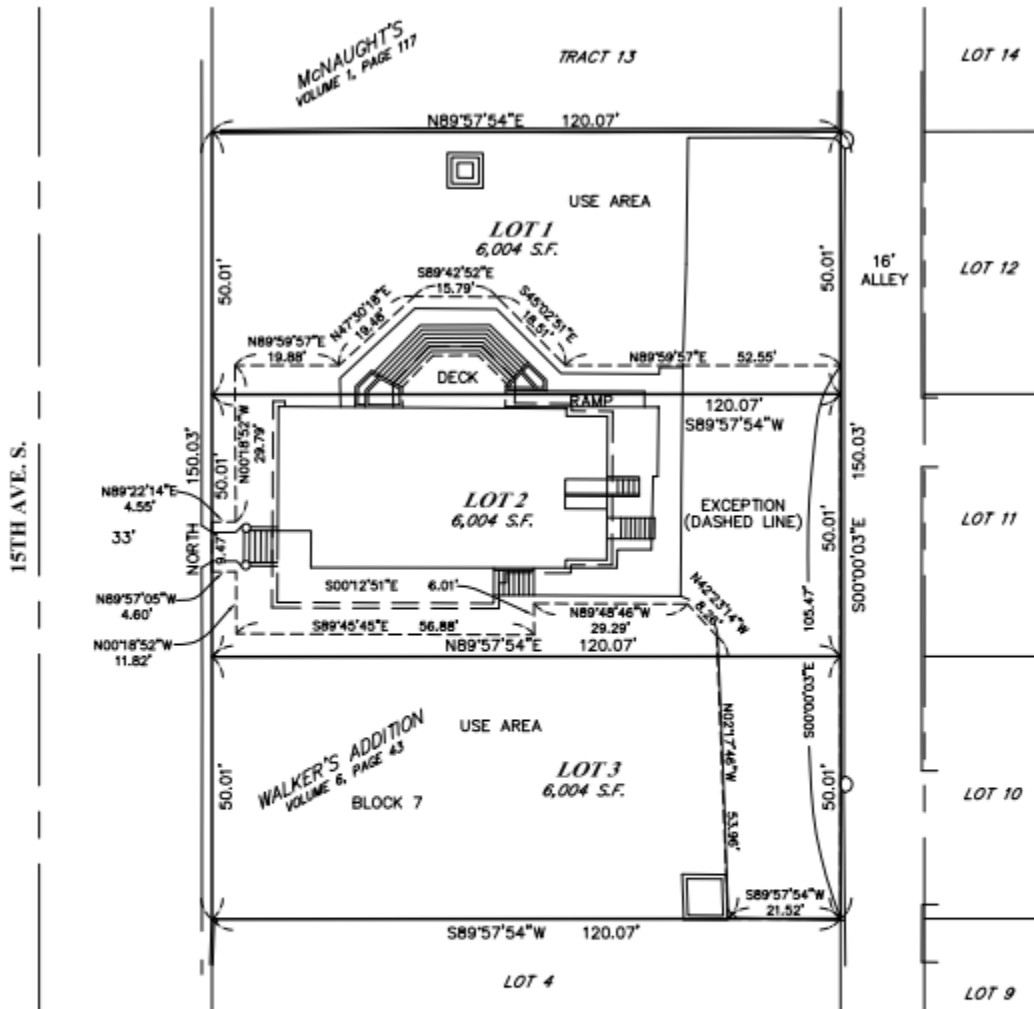 McNAUGHT'S
VOLUME 1, PAGE 117
TRACT 13
LOT 14
N89°57'54"E 120.07'
USE AREA
LOT 1
6,004 S.F.
16'
ALLEY
LOT 12
50.01'
50.01'
S89°42'52"E
15.79'
N47°30'18"E
19.46'
S45°02'51"E
18.51'
N89°59'57"E
19.88'
N89°59'57"E 52.55'
DECK
RAMP
120.07'
S89°57'54"W
15TH AVE. S.
33'
NORTH 150.03'
50.01'
9.47'
N00°18'52"W
29.79'
N89°22'14"E
4.55'
LOT 2
6,004 S.F.
EXCEPTION
(DASHED LINE)
50.01'
S00°00'03"E 150.03'
LOT 11
N89°57'05"W
4.60'
N00°18'52"W
11.82'
S00°12'51"E 6.01'
S89°45'45"E 56.88'
N89°48'46"W
29.29'
N42°23'14"W
8.26'
S00°00'03"E 105.47'
N89°57'54"E 120.07'
USE AREA
WALKER'S ADDITION
VOLUME 6, PAGE 43
BLOCK 7
LOT 3
6,004 S.F.
50.01'
50.01'
N02°17'46"W 53.96'
LOT 10
S89°57'54"W
21.52'
S89°57'54"W 120.07'
LOT 4
LOT 9